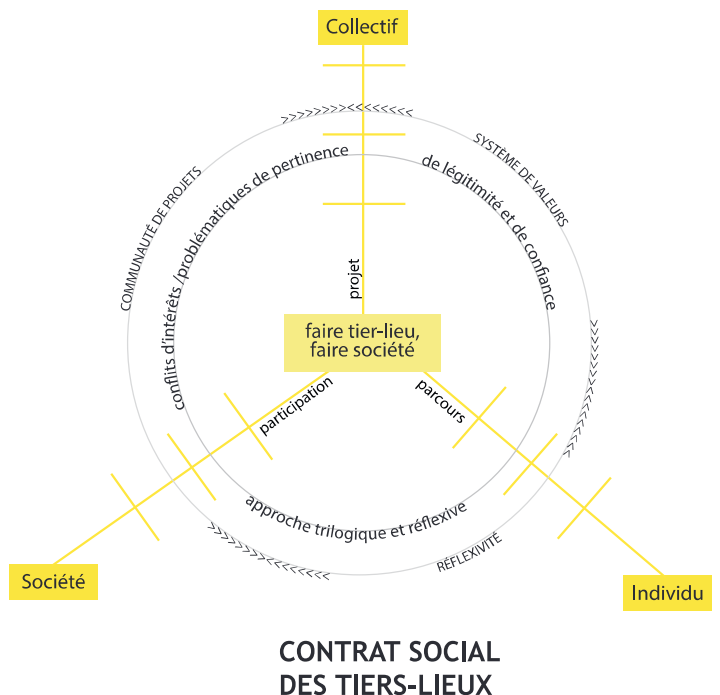 Collectif
SYSTÈME DE VALEURS
COMMUNAUTÉ DE PROJETS
conflits d'intérêts /problématiques de pertinence
de légitimité et de confiance
projet
faire tier-lieu,
faire société
participation
parcours
approche trilogique et réflexive
RÉFLEXIVITÉ
Société
Individu
CONTRAT SOCIAL
DES TIERS-LIEUX